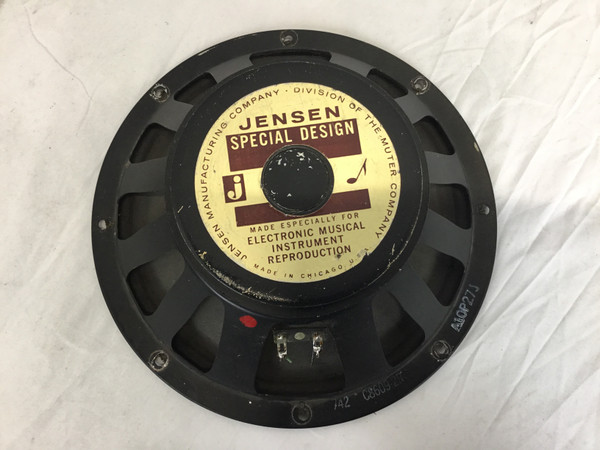 JENSEN MANUFACTURING COMPANY · DIVISION OF THE MUTER COMPANY
JENSEN
SPECIAL DESIGN
j
MADE ESPECIALLY FOR
ELECTRONIC MUSICAL
INSTRUMENT
REPRODUCTION
MADE IN CHICAGO, U.S.A.